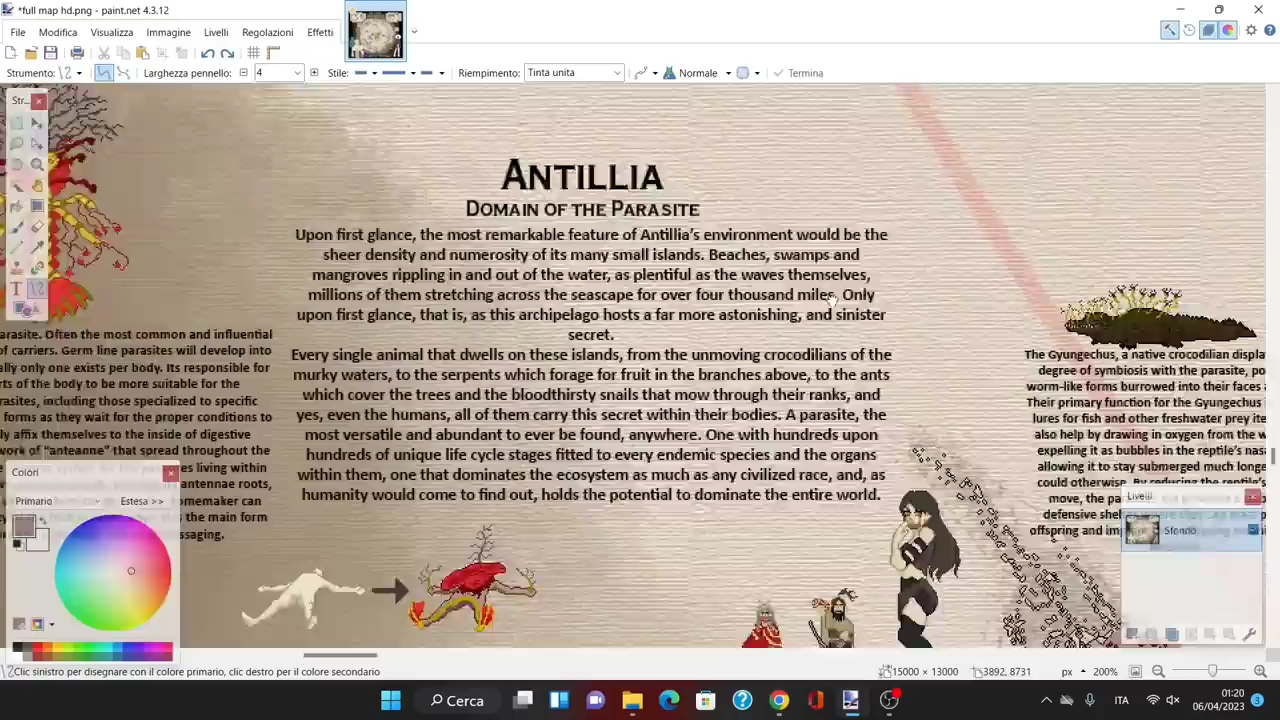 *full map hd.png - paint.net 4.3.12
File Modifica Visualizza Immagine Livelli Regolazioni Effetti
Strumento: Larghezza pennello: 4 Stile: Riempimento: Tinta unita Normale Termina
Str...
ANTILLIA
DOMAIN OF THE PARASITE
Upon first glance, the most remarkable feature of Antillia's environment would be the
sheer density and numerosity of its many small islands. Beaches, swamps and
mangroves rippling in and out of the water, as plentiful as the waves themselves,
millions of them stretching across the seascape for over four thousand miles. Only
upon first glance, that is, as this archipelago hosts a far more astonishing, and sinister
secret.
Every single animal that dwells on these islands, from the unmoving crocodilians of the
murky waters, to the serpents which forage for fruit in the branches above, to the ants
which cover the trees and the bloodthirsty snails that mow through their ranks, and
yes, even the humans, all of them carry this secret within their bodies. A parasite, the
most versatile and abundant to ever be found, anywhere. One with hundreds upon
hundreds of unique life cycle stages fitted to every endemic species and the organs
within them, one that dominates the ecosystem as much as any civilized race, and, as
humanity would come to find out, holds the potential to dominate the entire world.
arasite. Often the most common and influential
of carriers. Germ line parasites will develop into
ally only one exists per body. Its responsible for
rts of the body to be more suitable for the
rasites, including those specialized to specific
forms as they wait for the proper conditions to
ly affix themselves to the inside of digestive
work of "anteanne" that spread throughout the
living within
antennae roots,
omemaker can
the main form
ssaging.
The Gyungechus, a native crocodilian displa
degree of symbiosis with the parasite, po
worm-like forms burrowed into their faces
Their primary function for the Gyungechus
lures for fish and other freshwater prey ite
also help by drawing in oxygen from the w
expelling it as bubbles in the reptile's nas
allowing it to stay submerged much longe
could otherwise. By reducing the reptile's
move, the pa
defensive shel
offspring and im
Colori
Primario Estesa >>
Livelli
Sfondo
Clic sinistro per disegnare con il colore primario, clic destro per il colore secondario
15000 × 13000 3892, 8731 px 200%
Cerca
ITA 01:20
06/04/2023 3